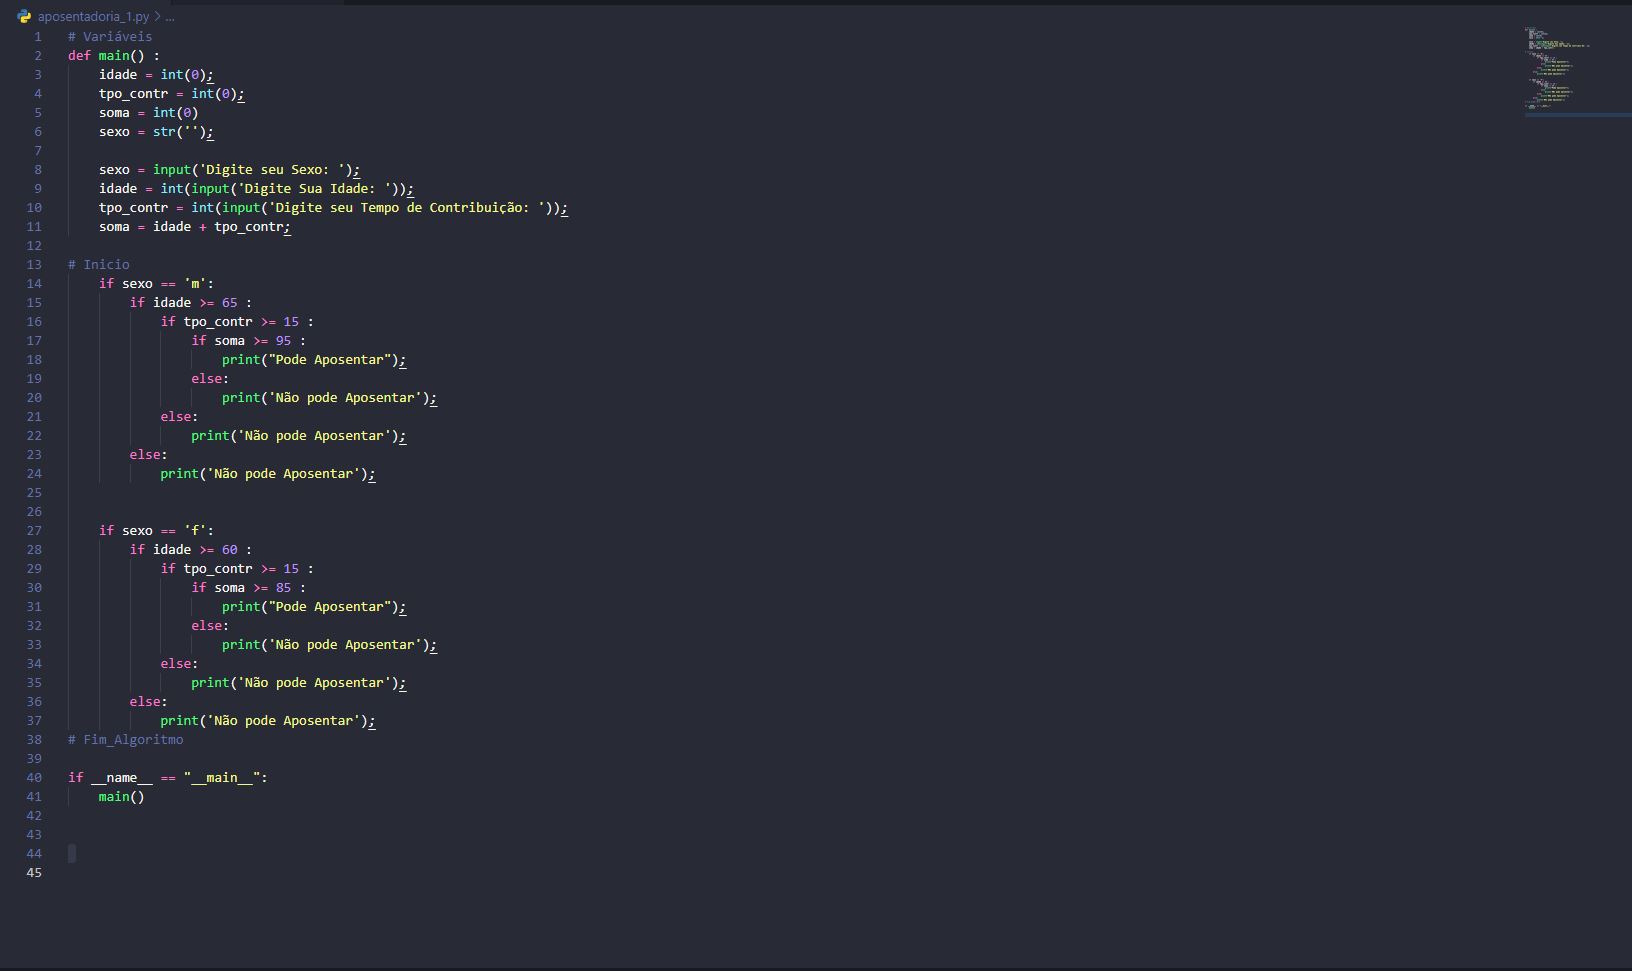 aposentadoria_1.py > ...
1 # Variáveis
2 def main() :
3     idade = int(0);
4     tpo_contr = int(0);
5     soma = int(0)
6     sexo = str('');
7
8     sexo = input('Digite seu Sexo: ');
9     idade = int(input('Digite Sua Idade: '));
10     tpo_contr = int(input('Digite seu Tempo de Contribuição: '));
11     soma = idade + tpo_contr;
12
13 # Inicio
14     if sexo == 'm':
15         if idade >= 65 :
16             if tpo_contr >= 15 :
17                 if soma >= 95 :
18                     print("Pode Aposentar");
19                 else:
20                     print('Não pode Aposentar');
21             else:
22                 print('Não pode Aposentar');
23         else:
24             print('Não pode Aposentar');
25
26
27     if sexo == 'f':
28         if idade >= 60 :
29             if tpo_contr >= 15 :
30                 if soma >= 85 :
31                     print("Pode Aposentar");
32                 else:
33                     print('Não pode Aposentar');
34             else:
35                 print('Não pode Aposentar');
36         else:
37             print('Não pode Aposentar');
38 # Fim_Algoritmo
39
40 if __name__ == "__main__":
41     main()
42
43
44
45